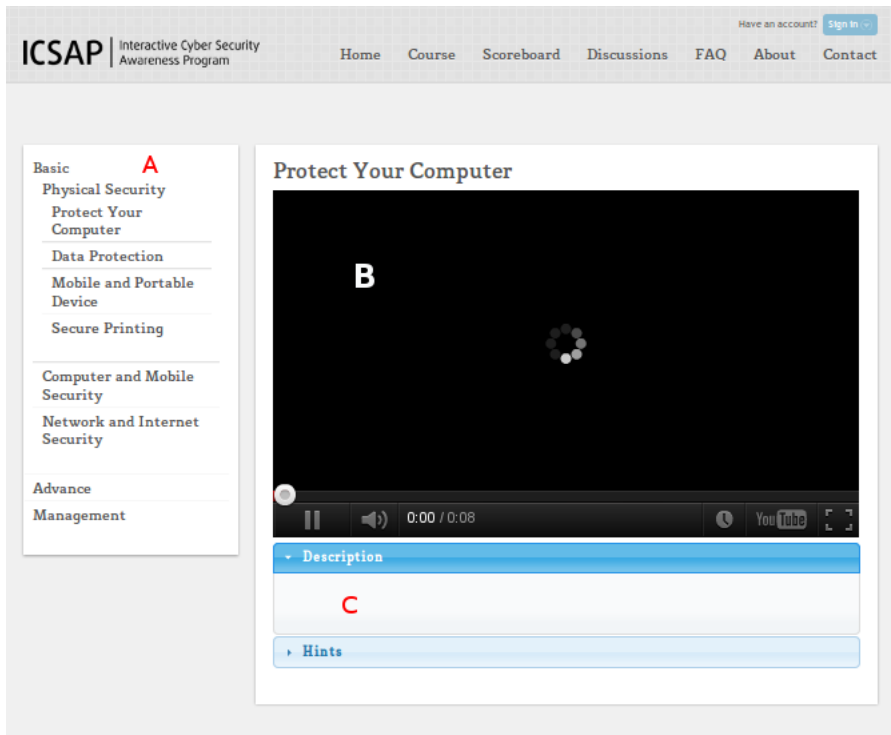 Have an account? Sign In
ICSAP Interactive Cyber Security
Awareness Program
Home Course Scoreboard Discussions FAQ About Contact
Basic A
Physical Security
Protect Your
Computer
Data Protection
Mobile and Portable
Device
Secure Printing
Computer and Mobile
Security
Network and Internet
Security
Advance
Management
Protect Your Computer
B
0:00 / 0:08 YouTube
Description
C
Hints